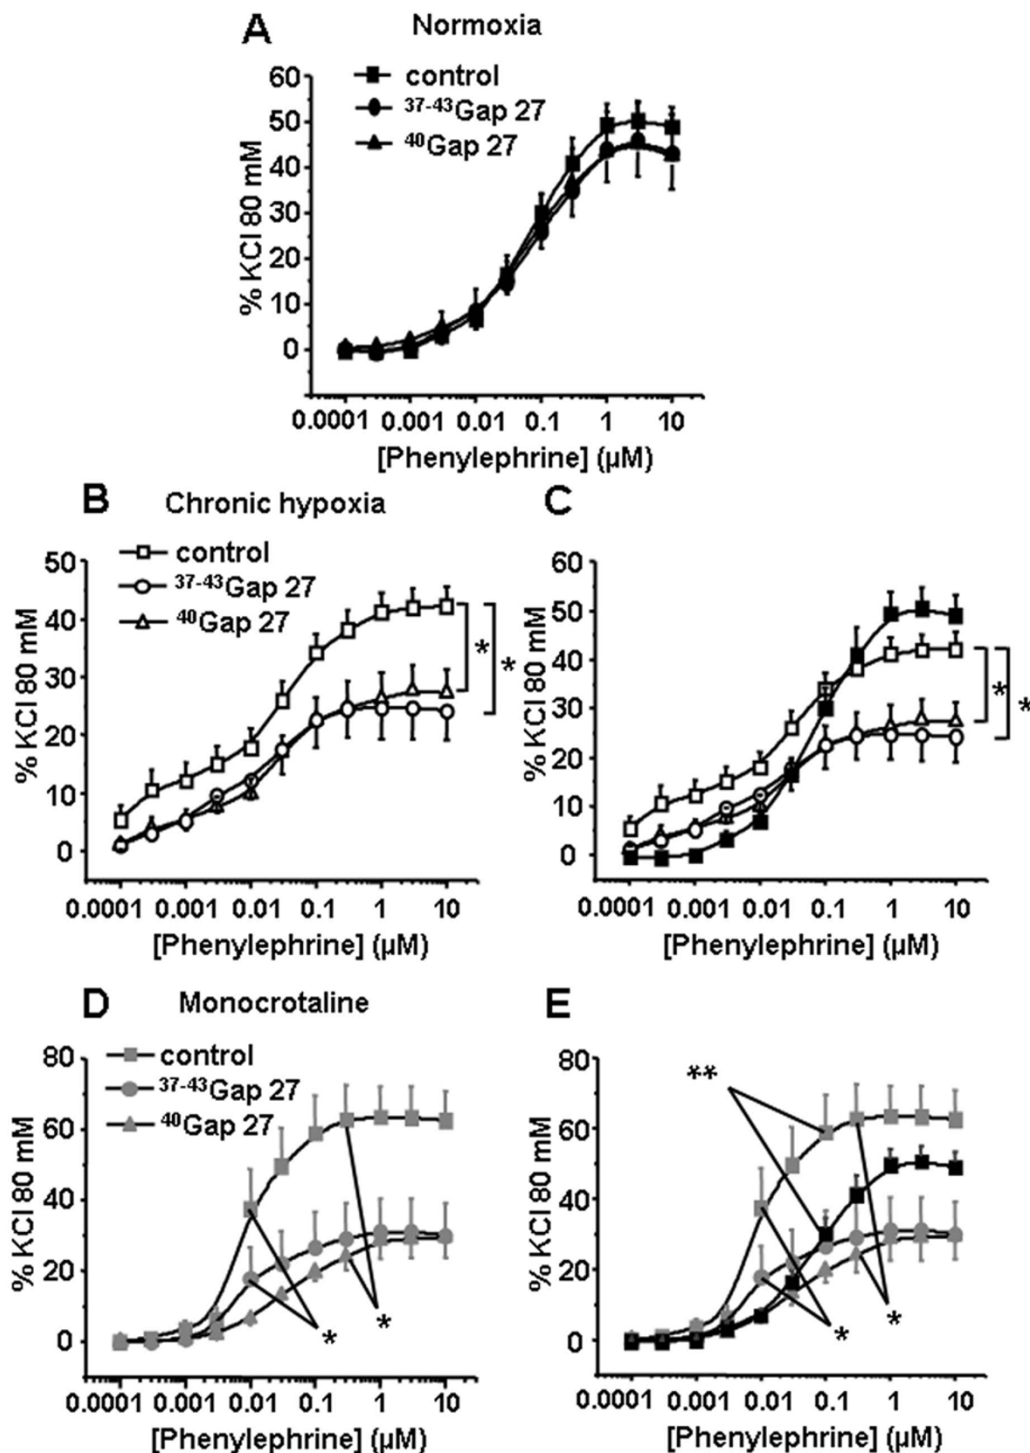 A Normoxia
control
37-43Gap 27
40Gap 27
60
50
40
30
20
10
0
% KCl 80 mM
0.0001 0.001 0.01 0.1 1 10
[Phenylephrine] (µM)
B Chronic hypoxia
control
37-43Gap 27
40Gap 27
50
40
30
20
10
0
% KCl 80 mM
* *
0.0001 0.001 0.01 0.1 1 10
[Phenylephrine] (µM)
C
60
50
40
30
20
10
0
% KCl 80 mM
* *
0.0001 0.001 0.01 0.1 1 10
[Phenylephrine] (µM)
D Monocrotaline
control
37-43Gap 27
40Gap 27
80
60
40
20
0
% KCl 80 mM
* *
0.0001 0.001 0.01 0.1 1 10
[Phenylephrine] (µM)
E
**
80
60
40
20
0
% KCl 80 mM
* *
0.0001 0.001 0.01 0.1 1 10
[Phenylephrine] (µM)